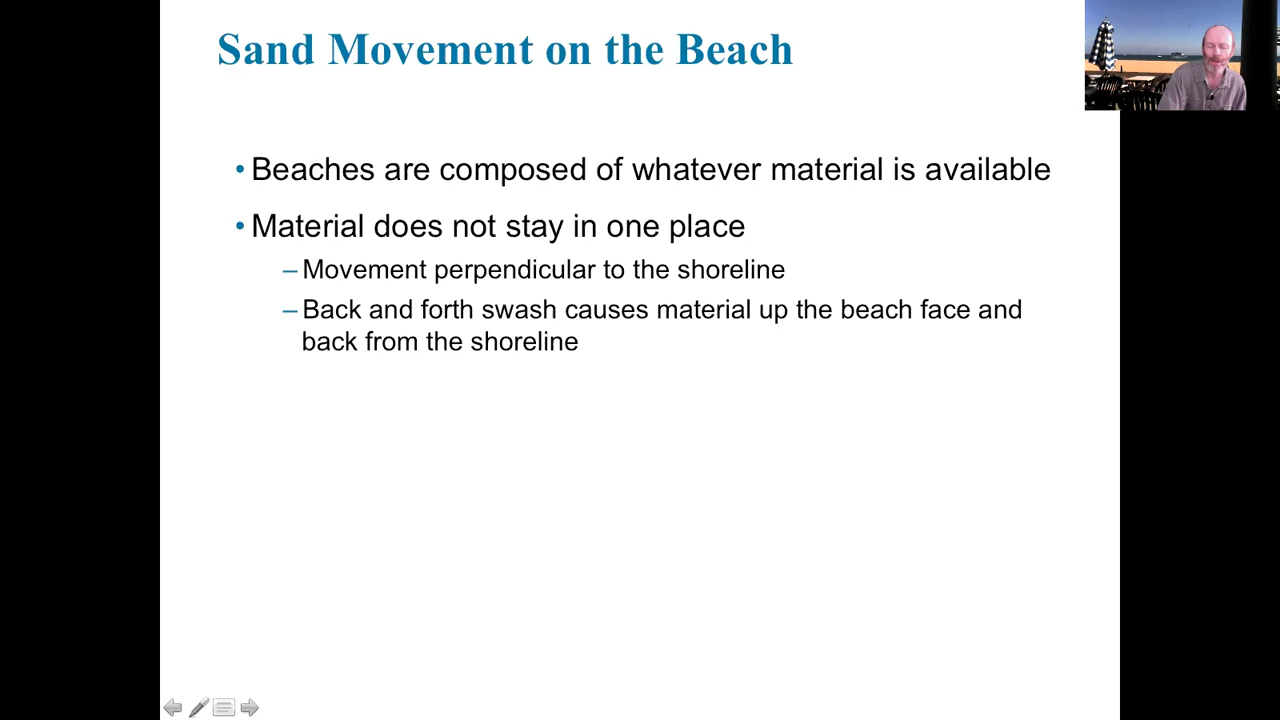 Sand Movement on the Beach
• Beaches are composed of whatever material is available
• Material does not stay in one place
– Movement perpendicular to the shoreline
– Back and forth swash causes material up the beach face and
back from the shoreline